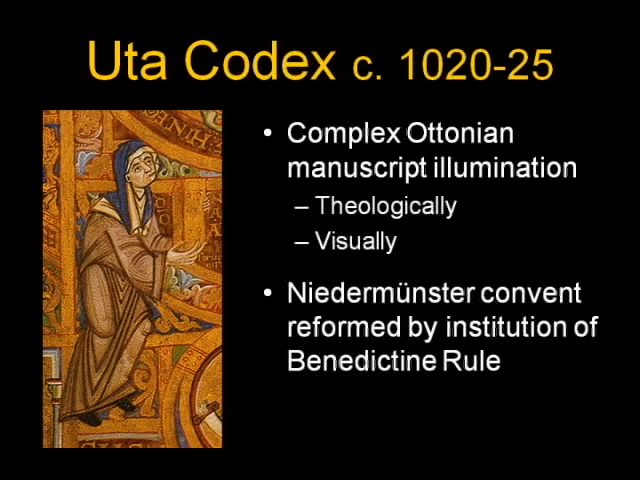 Uta Codex c. 1020-25
• Complex Ottonian
manuscript illumination
– Theologically
– Visually
• Niedermünster convent
reformed by institution of
Benedictine Rule